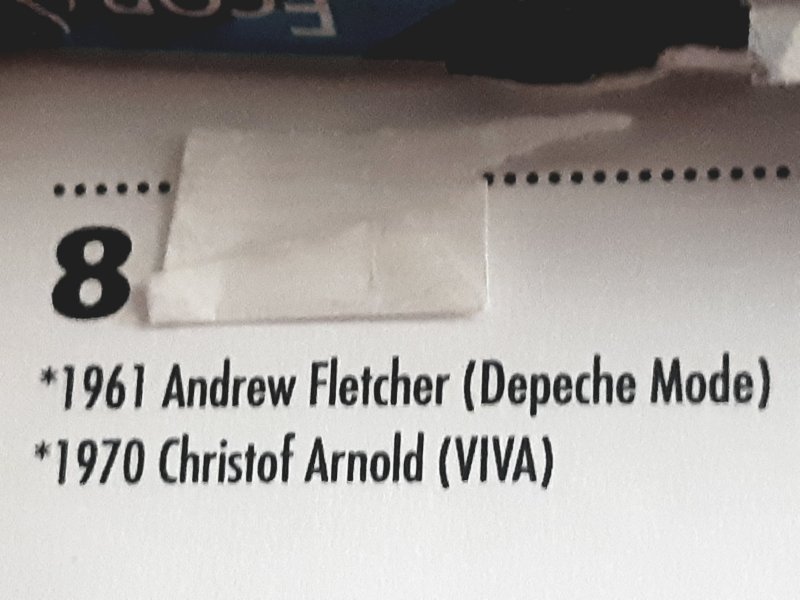 8
*1961 Andrew Fletcher (Depeche Mode)
*1970 Christof Arnold (VIVA)